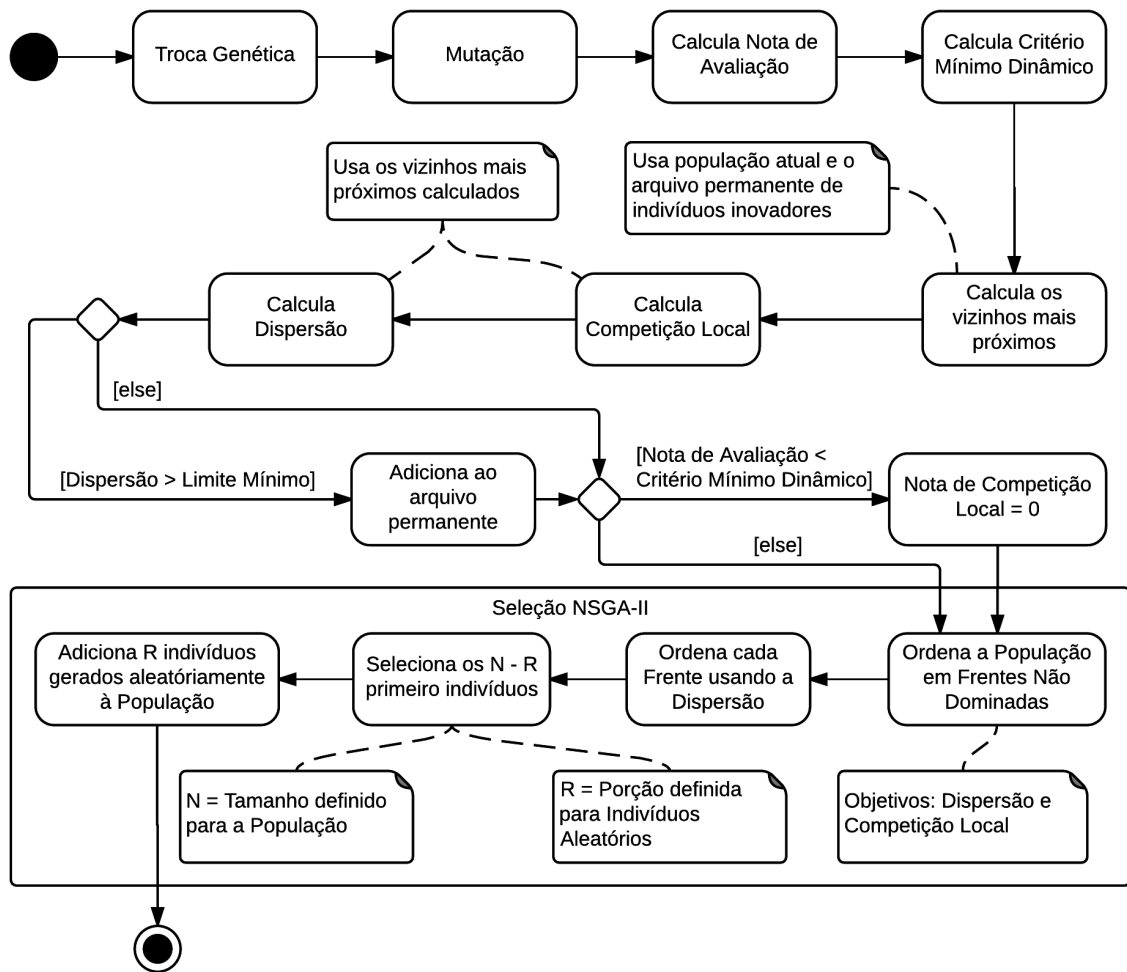 Troca Genética
Mutação
Calcula Nota de
Avaliação
Calcula Critério
Mínimo Dinâmico
Usa os vizinhos mais
próximos calculados
Usa população atual e o
arquivo permanente de
indivíduos inovadores
Calcula
Dispersão
Calcula
Competição Local
Calcula os
vizinhos mais
próximos
[else]
[Dispersão > Limite Mínimo]
Adiciona ao
arquivo
permanente
[Nota de Avaliação <
Critério Mínimo Dinâmico]
Nota de Competição
Local = 0
[else]
Seleção NSGA-II
Adiciona R indivíduos
gerados aleatóriamente
à População
Seleciona os N - R
primeiro indivíduos
Ordena cada
Frente usando a
Dispersão
Ordena a População
em Frentes Não
Dominadas
N = Tamanho definido
para a População
R = Porção definida
para Indivíduos
Aleatórios
Objetivos: Dispersão e
Competição Local